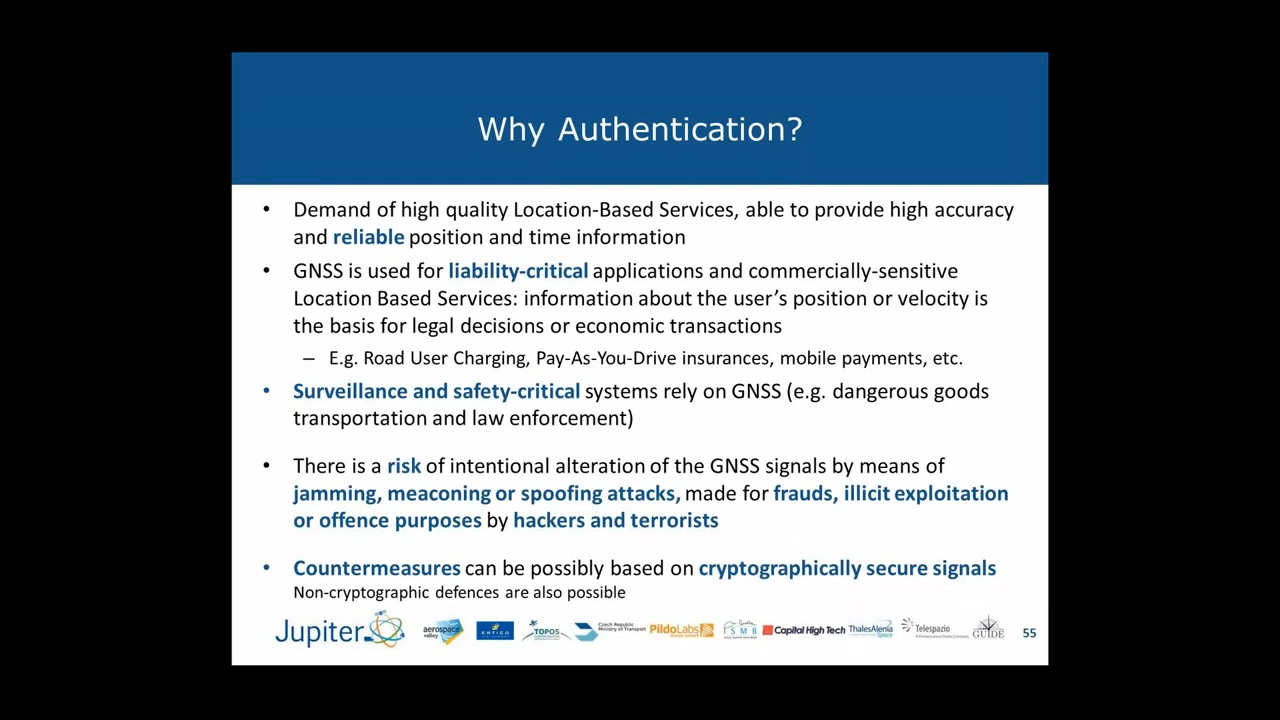 Why Authentication?
• Demand of high quality Location-Based Services, able to provide high accuracy
and reliable position and time information
• GNSS is used for liability-critical applications and commercially-sensitive
Location Based Services: information about the user’s position or velocity is
the basis for legal decisions or economic transactions
– E.g. Road User Charging, Pay-As-You-Drive insurances, mobile payments, etc.
• Surveillance and safety-critical systems rely on GNSS (e.g. dangerous goods
transportation and law enforcement)
• There is a risk of intentional alteration of the GNSS signals by means of
jamming, meaconing or spoofing attacks, made for frauds, illicit exploitation
or offence purposes by hackers and terrorists
• Countermeasures can be possibly based on cryptographically secure signals
Non-cryptographic defences are also possible
Jupiter
aerospace
valley
ERTICO
TOPOS
Czech Republic
Ministry of Transport
PildoLabs
ISMB
Capital High Tech
ThalesAlenia
Space
Telespazio
GUIDE
55